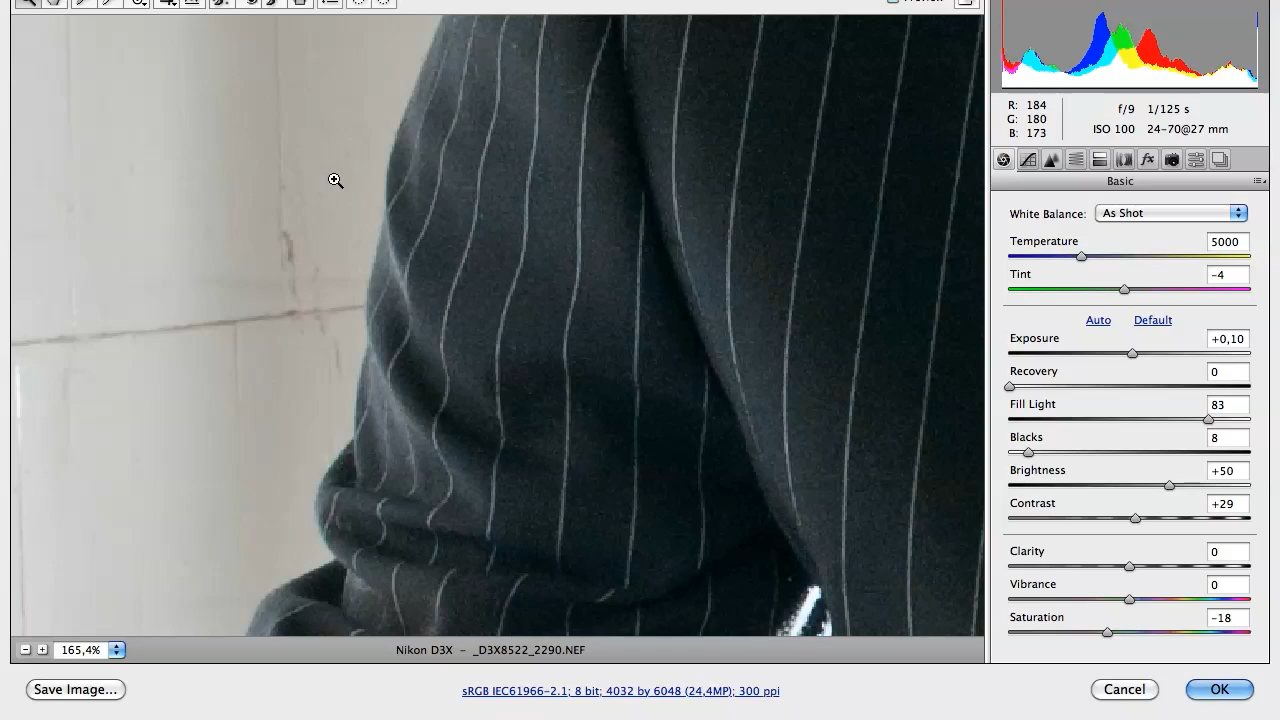 R: 184
G: 180
B: 173
f/9 1/125 s
ISO 100 24-70@27 mm
fx
Basic
White Balance: As Shot
Temperature 5000
Tint -4
Auto Default
Exposure +0,10
Recovery 0
Fill Light 83
Blacks 8
Brightness +50
Contrast +29
Clarity 0
Vibrance 0
Saturation -18
165,4%
Nikon D3X – _D3X8522_2290.NEF
Save Image...
sRGB IEC61966-2.1; 8 bit; 4032 by 6048 (24,4MP); 300 ppi
Cancel
OK